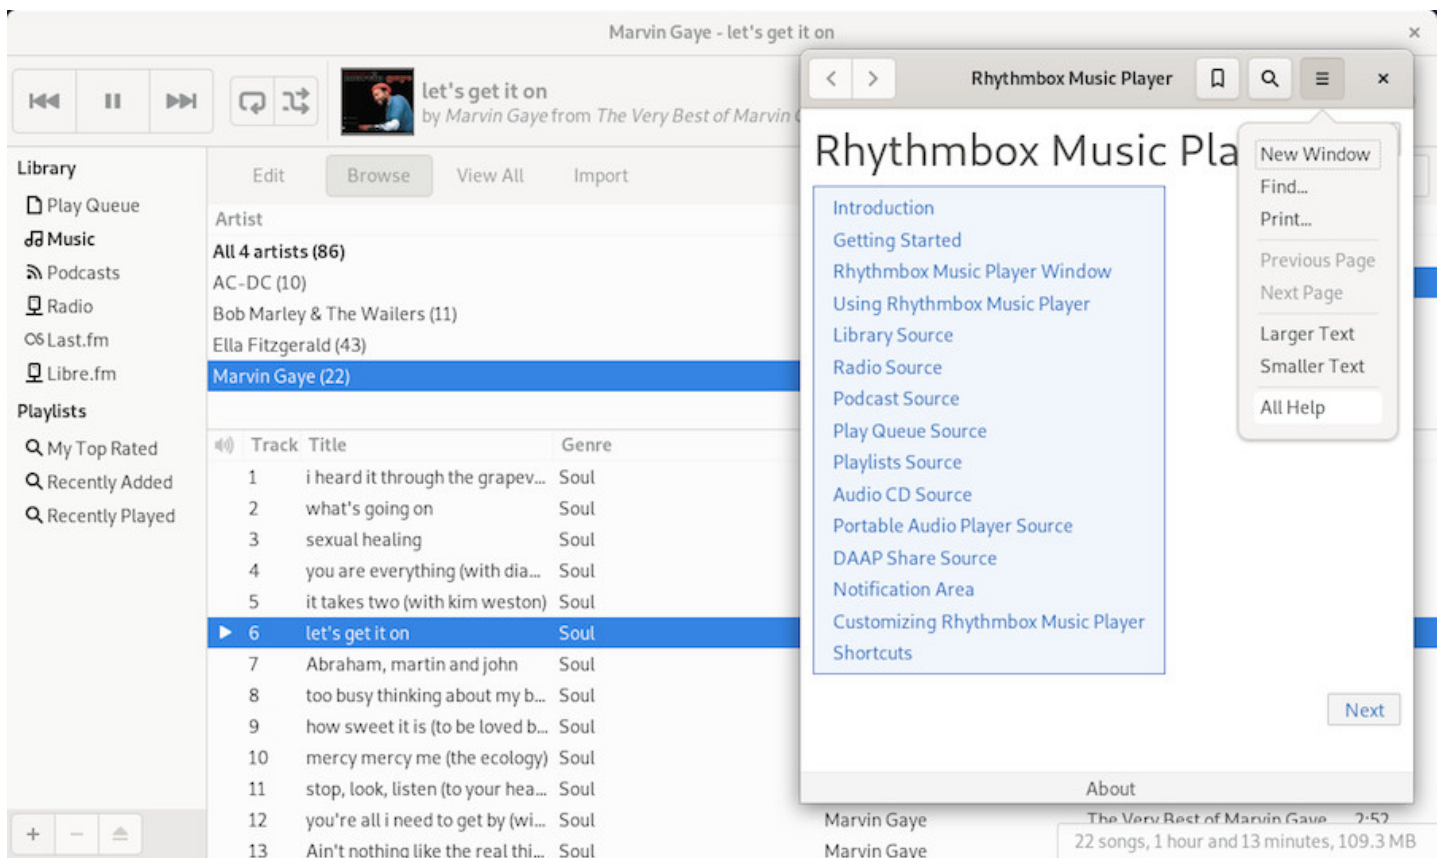 Marvin Gaye - let's get it on
let's get it on
by Marvin Gaye from The Very Best of Marvin
Library
Play Queue
Music
Podcasts
Radio
Last.fm
Libre.fm
Playlists
My Top Rated
Recently Added
Recently Played
Edit Browse View All Import
Artist
All 4 artists (86)
AC-DC (10)
Bob Marley & The Wailers (11)
Ella Fitzgerald (43)
Marvin Gaye (22)
Track Title Genre
1 i heard it through the grapev... Soul
2 what's going on Soul
3 sexual healing Soul
4 you are everything (with dia... Soul
5 it takes two (with kim weston) Soul
6 let's get it on Soul
7 Abraham, martin and john Soul
8 too busy thinking about my b... Soul
9 how sweet it is (to be loved b... Soul
10 mercy mercy me (the ecology) Soul
11 stop, look, listen (to your hea... Soul
12 you're all i need to get by (wi... Soul Marvin Gaye The Very Best of Marvin Gaye 2:52
13 Ain't nothing like the real thi... Soul Marvin Gaye
22 songs, 1 hour and 13 minutes, 109.3 MB
Rhythmbox Music Player
Rhythmbox Music Pla
Introduction
Getting Started
Rhythmbox Music Player Window
Using Rhythmbox Music Player
Library Source
Radio Source
Podcast Source
Play Queue Source
Playlists Source
Audio CD Source
Portable Audio Player Source
DAAP Share Source
Notification Area
Customizing Rhythmbox Music Player
Shortcuts
Next
About
New Window
Find...
Print...
Previous Page
Next Page
Larger Text
Smaller Text
All Help